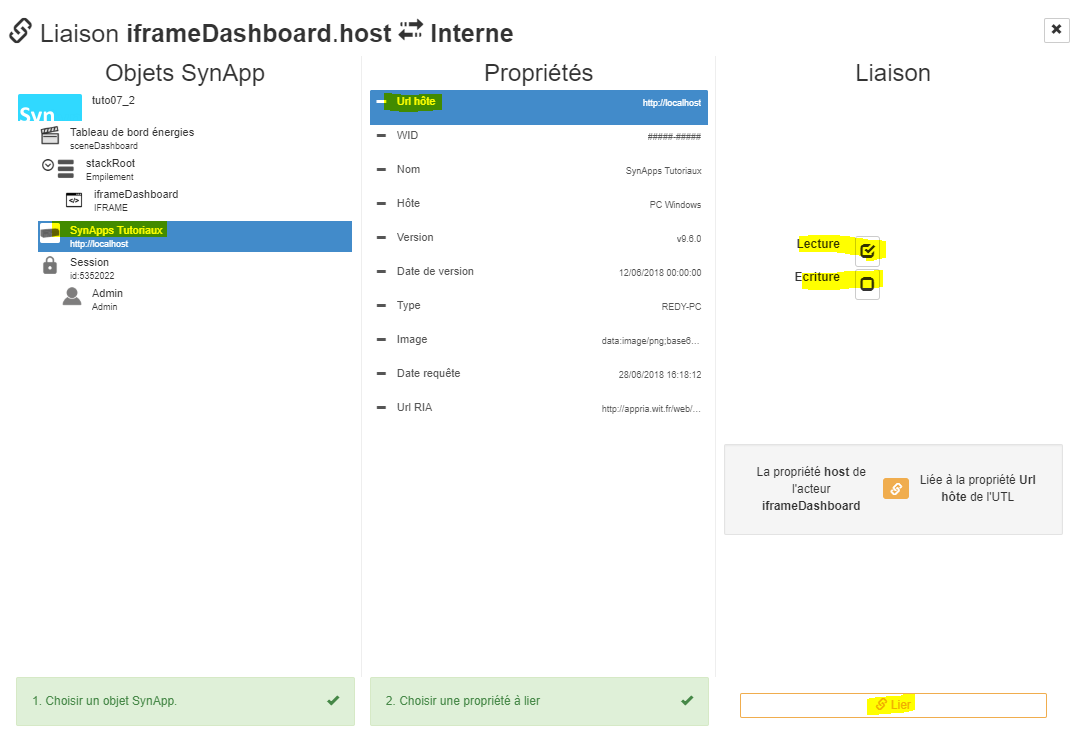 Liaison iframeDashboard.host Interne
Objets SynApp
Syn
tuto07_2
Tableau de bord énergies
sceneDashboard
stackRoot
Empilement
iframeDashboard
IFRAME
SynApps Tutoriaux
http://localhost
Session
id:5352022
Admin
Admin
1. Choisir un objet SynApp.
Propriétés
Url hôte http://localhost
WID #####-#####
Nom SynApps Tutoriaux
Hôte PC Windows
Version v9.6.0
Date de version 12/06/2018 00:00:00
Type REDY-PC
Image data:image/png;base6...
Date requête 28/06/2018 16:18:12
Url RIA http://appria.wit.fr/web/...
2. Choisir une propriété à lier
Liaison
Lecture
Ecriture
La propriété host de
l'acteur
iframeDashboard
Liée à la propriété Url
hôte de l'UTL
Lier